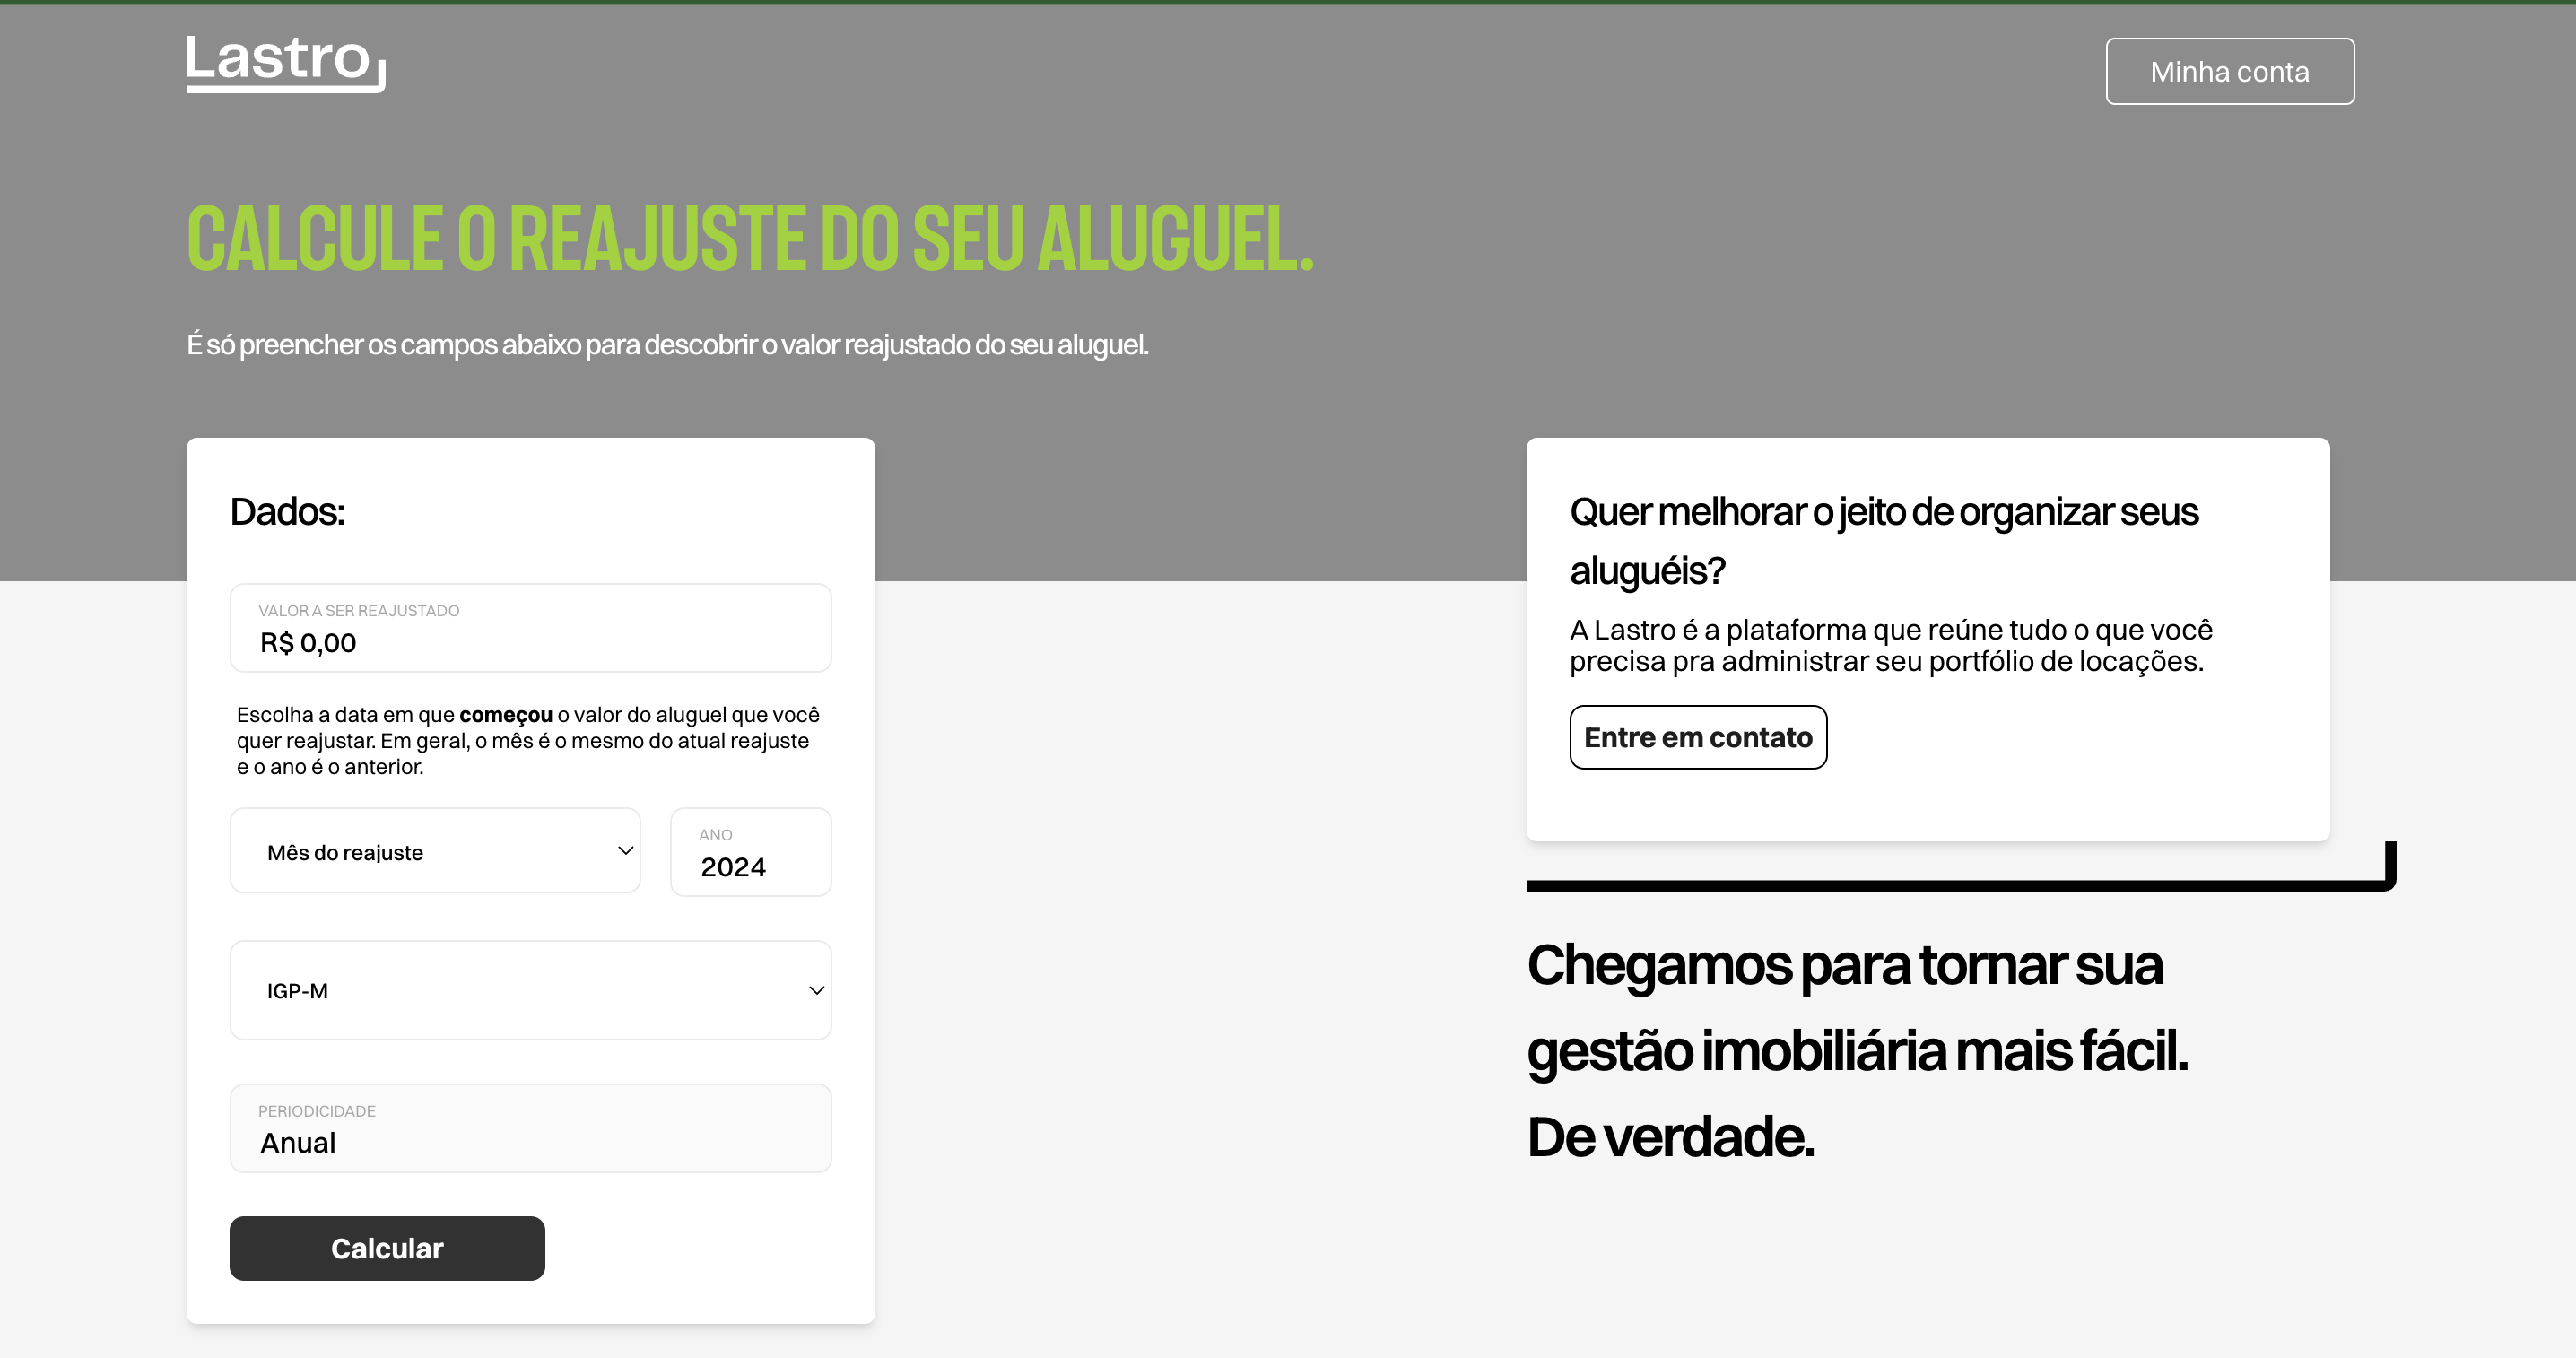 Lastro
Minha conta
CALCULE O REAJUSTE DO SEU ALUGUEL.
É só preencher os campos abaixo para descobrir o valor reajustado do seu aluguel.
Dados:
VALOR A SER REAJUSTADO
R$ 0,00
Escolha a data em que começou o valor do aluguel que você
quer reajustar. Em geral, o mês é o mesmo do atual reajuste
e o ano é o anterior.
Mês do reajuste
ANO
2024
IGP-M
PERIODICIDADE
Anual
Calcular
Quer melhorar o jeito de organizar seus
aluguéis?
A Lastro é a plataforma que reúne tudo o que você
precisa pra administrar seu portfólio de locações.
Entre em contato
Chegamos para tornar sua
gestão imobiliária mais fácil.
De verdade.